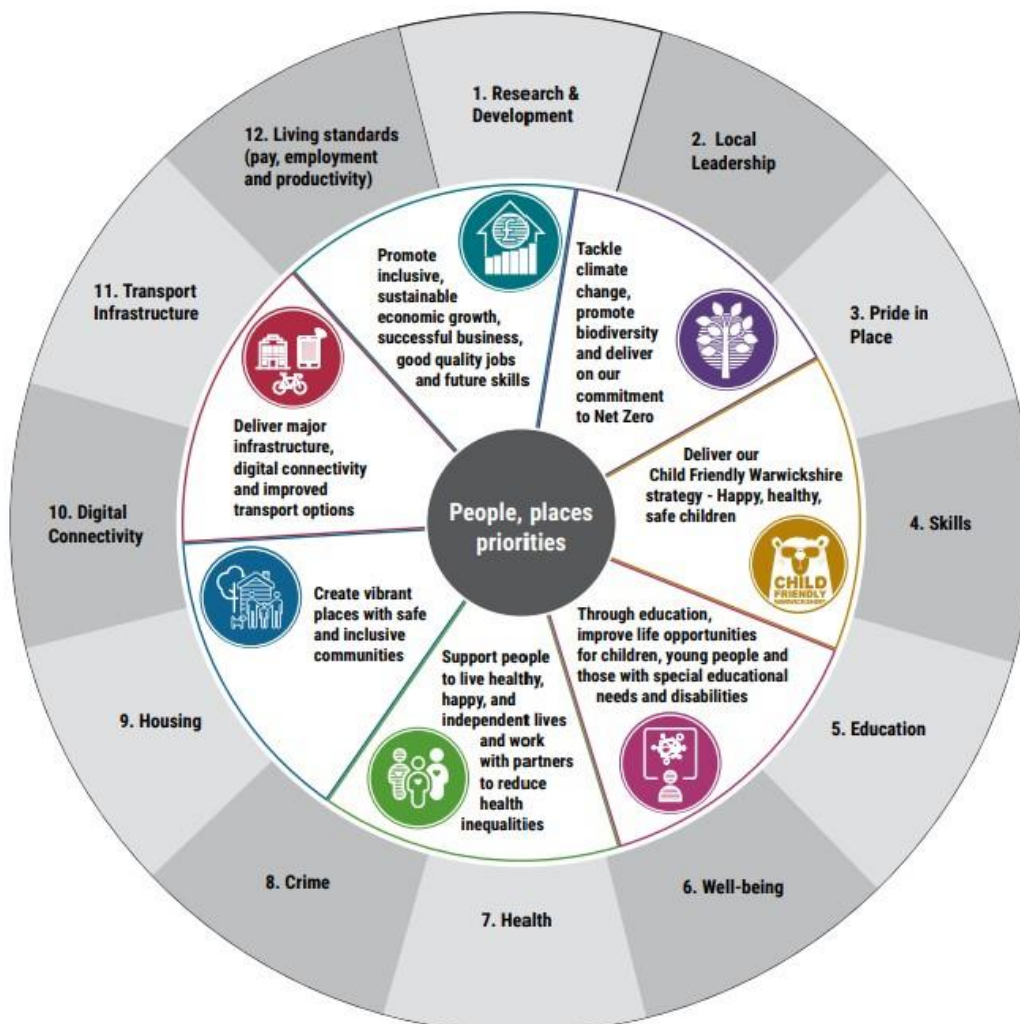 1. Research &
Development
2. Local
Leadership
3. Pride in
Place
4. Skills
5. Education
6. Well-being
7. Health
8. Crime
9. Housing
10. Digital
Connectivity
11. Transport
Infrastructure
12. Living standards
(pay, employment
and productivity)
Promote
inclusive,
sustainable
economic growth,
successful business,
good quality jobs
and future skills
£
Tackle
climate
change,
promote
biodiversity
and deliver
on our
commitment
to Net Zero
Deliver our
Child Friendly Warwickshire
strategy - Happy, healthy,
safe children
CHILD
FRIENDLY
WARWICKSHIRE
Through education,
improve life opportunities
for children, young people and
those with special educational
needs and disabilities
Support people
to live healthy,
happy, and
independent lives
and work
with partners
to reduce
health
inequalities
Create vibrant
places with safe
and inclusive
communities
Deliver major
infrastructure,
digital connectivity
and improved
transport options
People, places
priorities